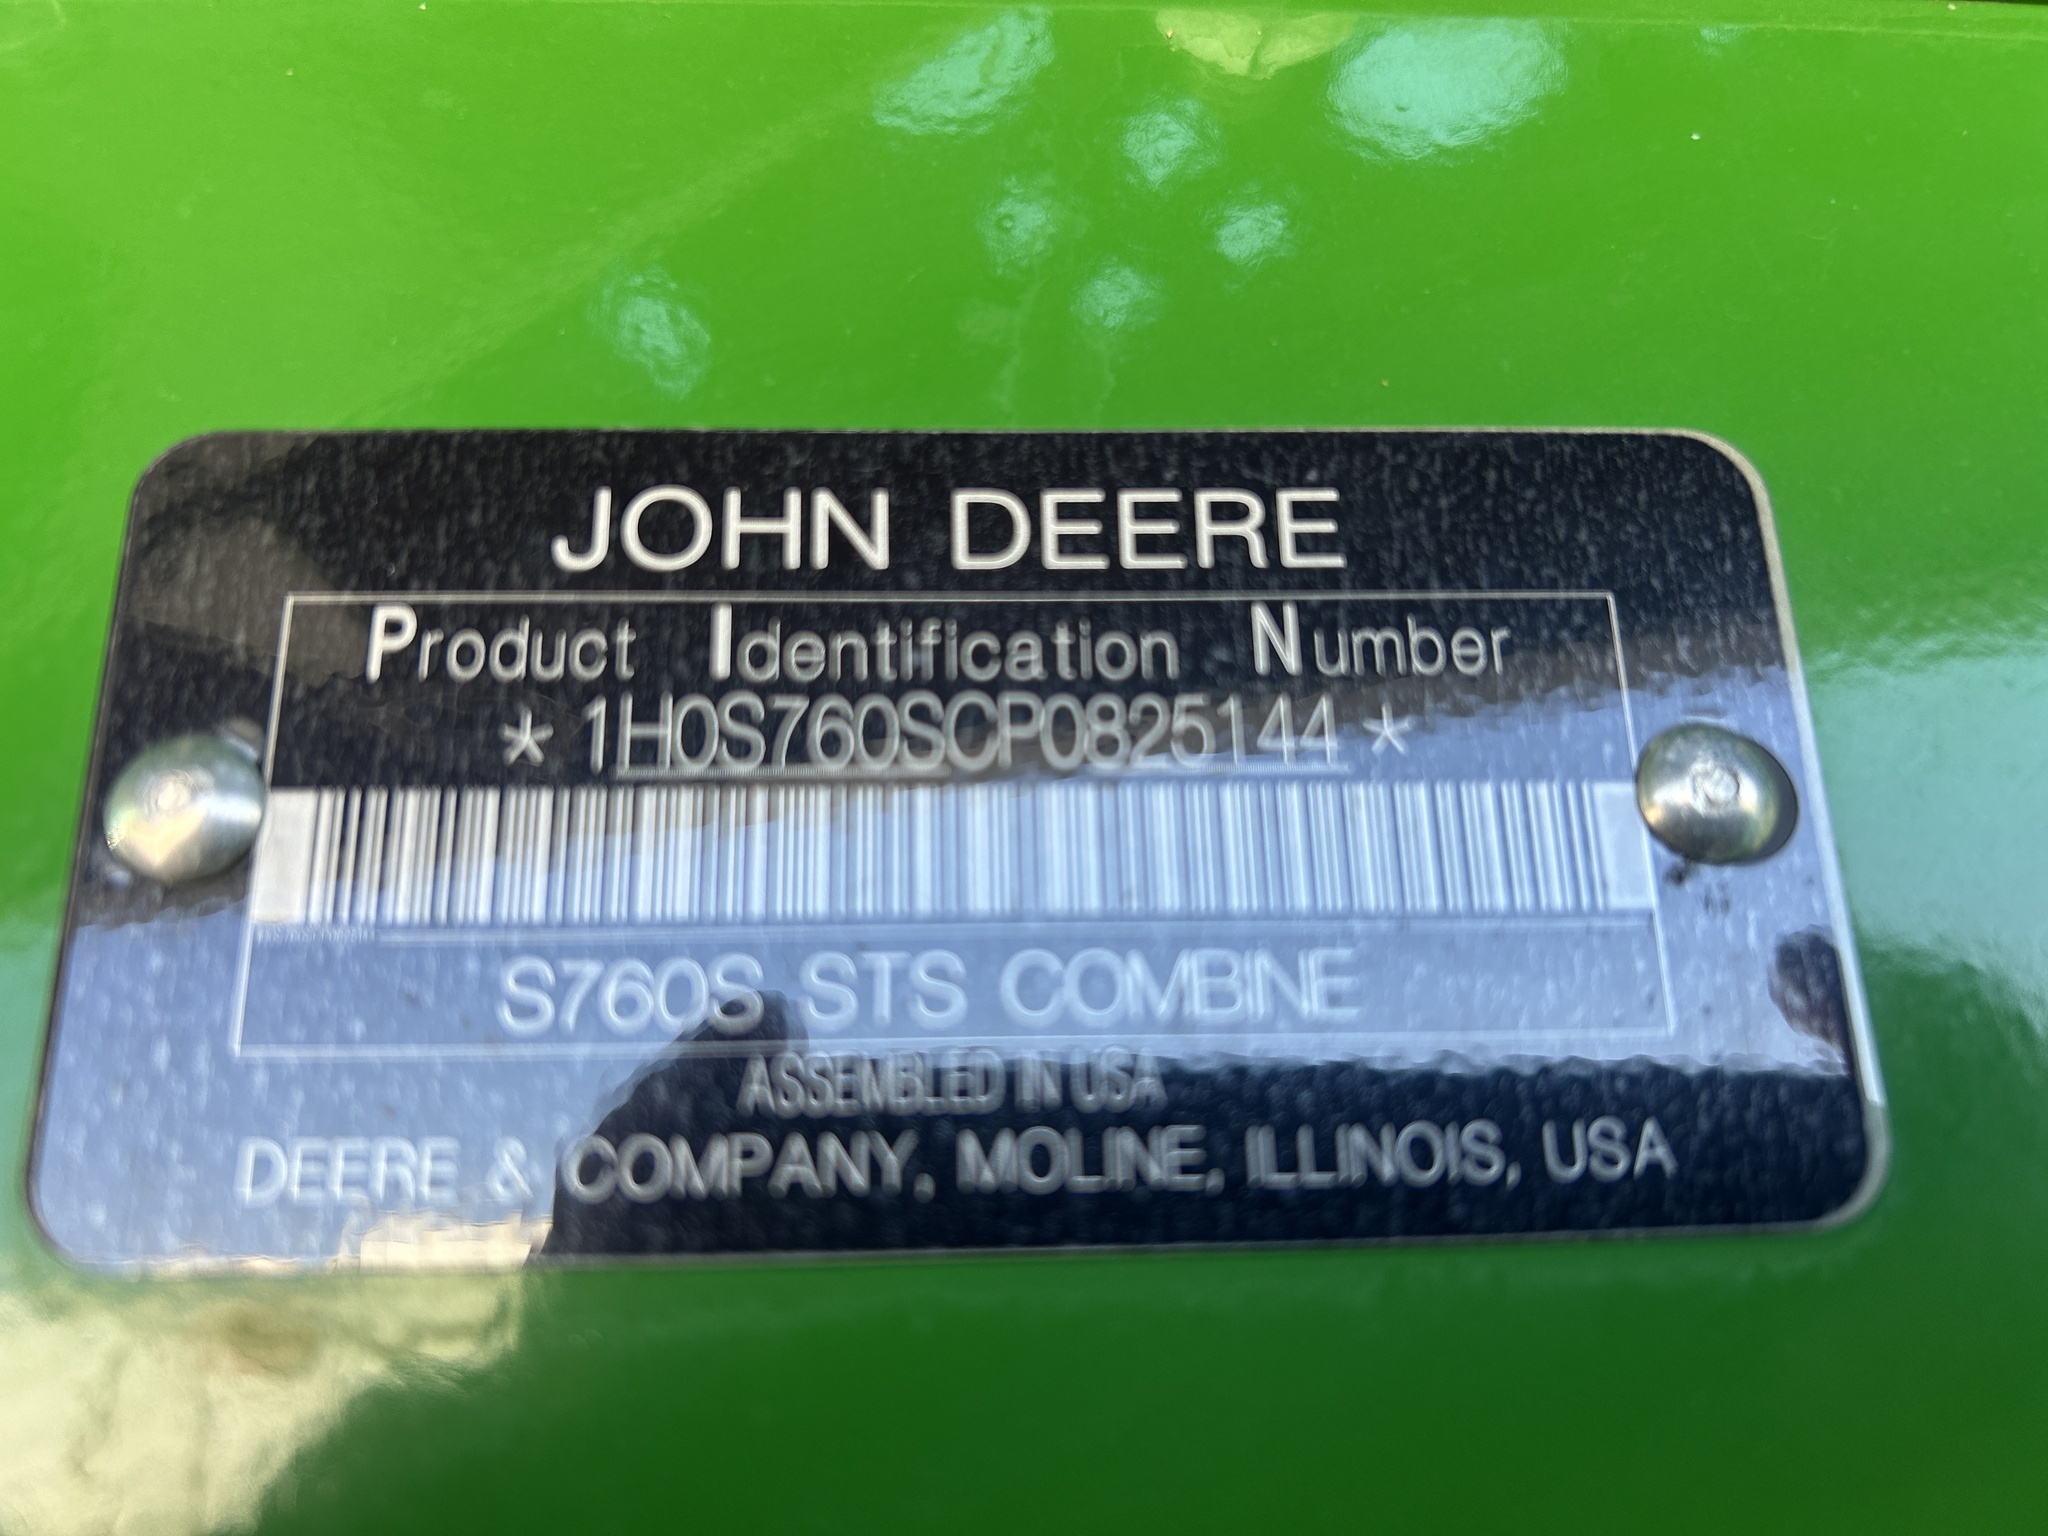 JOHN DEERE
Product Identification Number
* 1H0S760SCP0825144 *
S760S STS COMBINE
ASSEMBLED IN USA
DEERE & COMPANY, MOLINE, ILLINOIS, USA